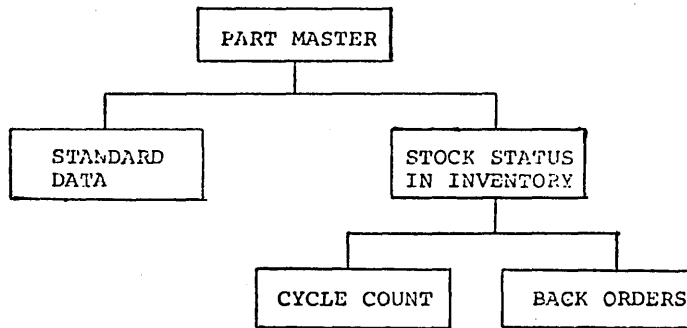 PART MASTER
STANDARD
DATA
STOCK STATUS
IN INVENTORY
CYCLE COUNT
BACK ORDERS